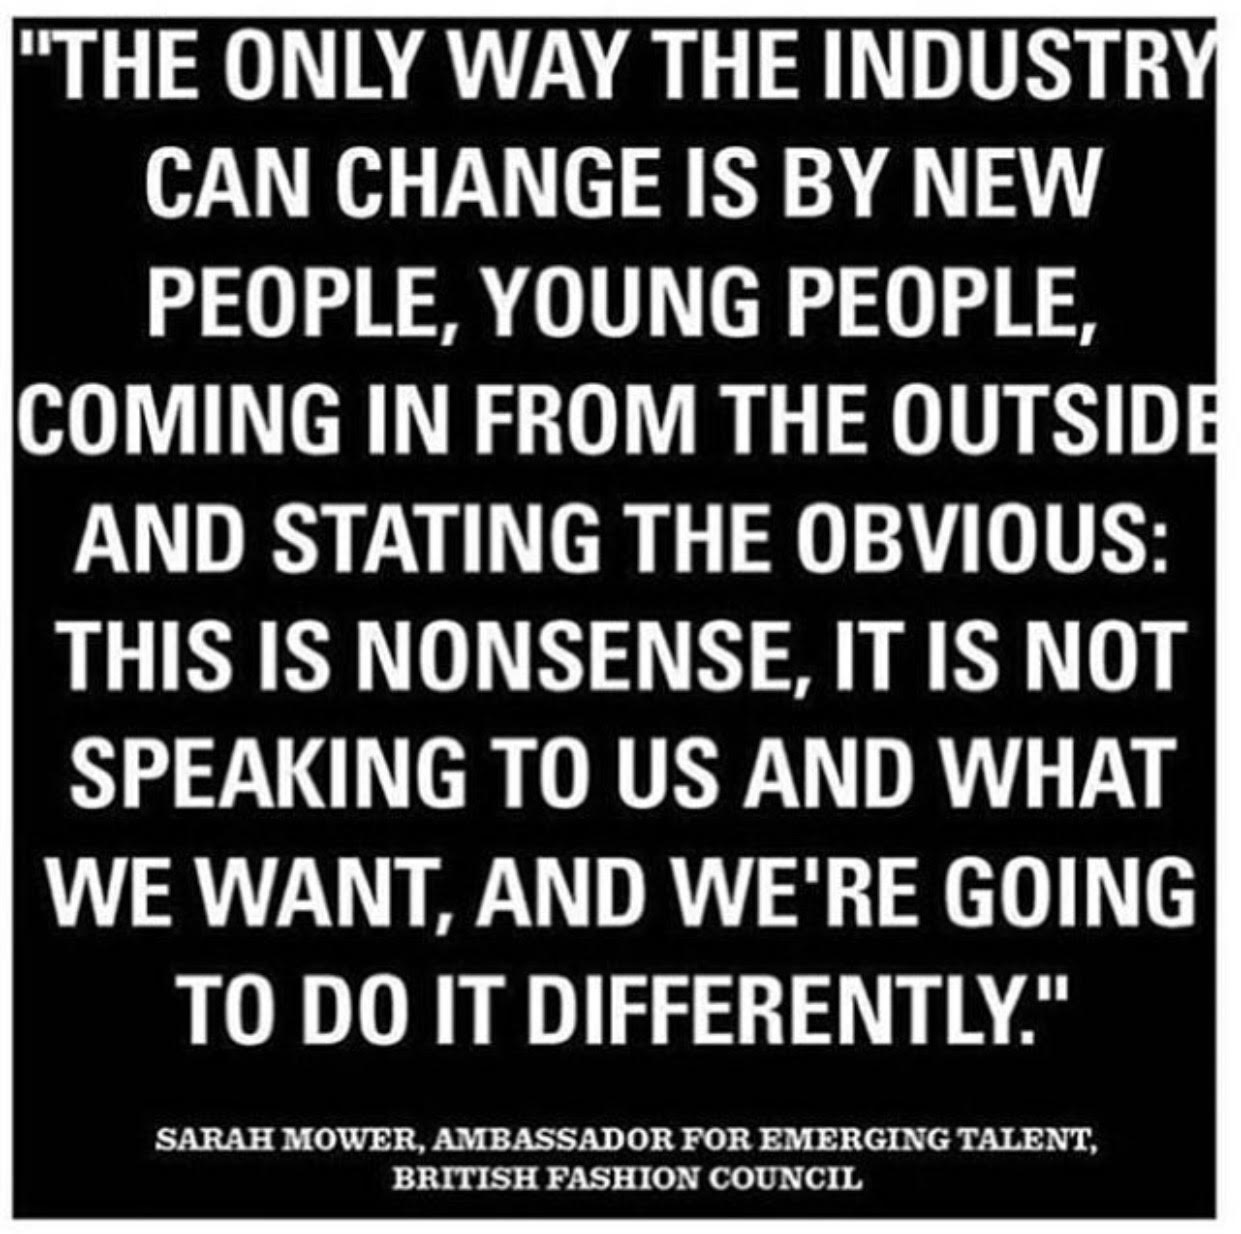 "THE ONLY WAY THE INDUSTRY
CAN CHANGE IS BY NEW
PEOPLE, YOUNG PEOPLE,
COMING IN FROM THE OUTSIDE
AND STATING THE OBVIOUS:
THIS IS NONSENSE, IT IS NOT
SPEAKING TO US AND WHAT
WE WANT, AND WE'RE GOING
TO DO IT DIFFERENTLY."
SARAH MOWER, AMBASSADOR FOR EMERGING TALENT,
BRITISH FASHION COUNCIL